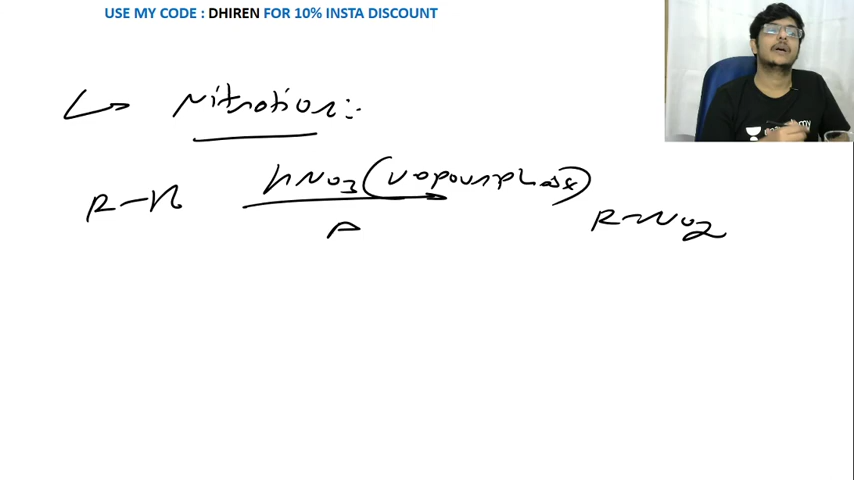 USE MY CODE : DHIREN FOR 10% INSTA DISCOUNT
↳ Nitration :-
R-H HNO3 (vapour phase) R-NO2
Δ